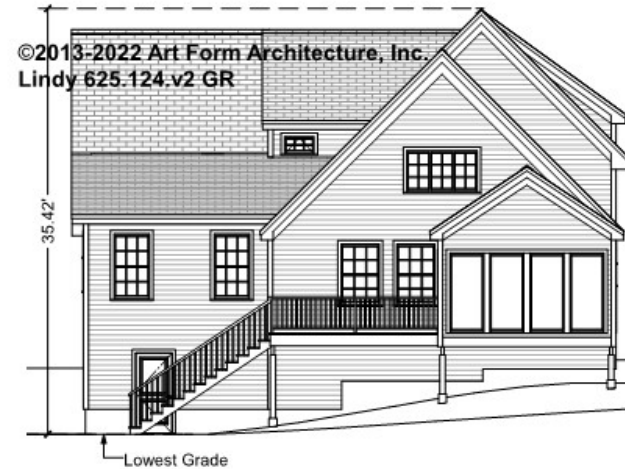 ©2013-2022 Art Form Architecture, Inc.
Lindy 625.124.v2 GR
35.42'
Lowest Grade